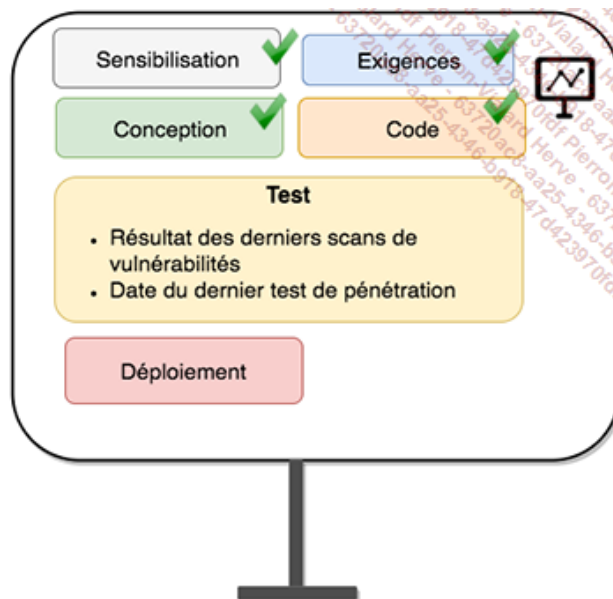 Sensibilisation
Exigences
Conception
Code
Test
• Résultat des derniers scans de
vulnérabilités
• Date du dernier test de pénétration
Déploiement